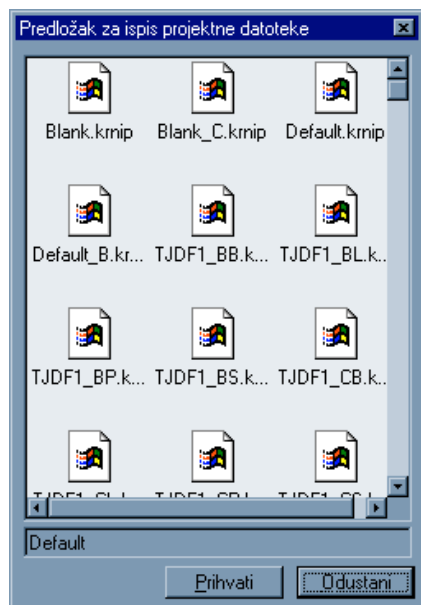 Predložak za ispis projektne datoteke
Blank.krnip Blank_C.krnip Default.krnip
Default_B.kr... TJDF1_BB.k... TJDF1_BL.k..
TJDF1_BP.k... TJDF1_BS.k... TJDF1_CB.k..
Default
Prihvati Odustani